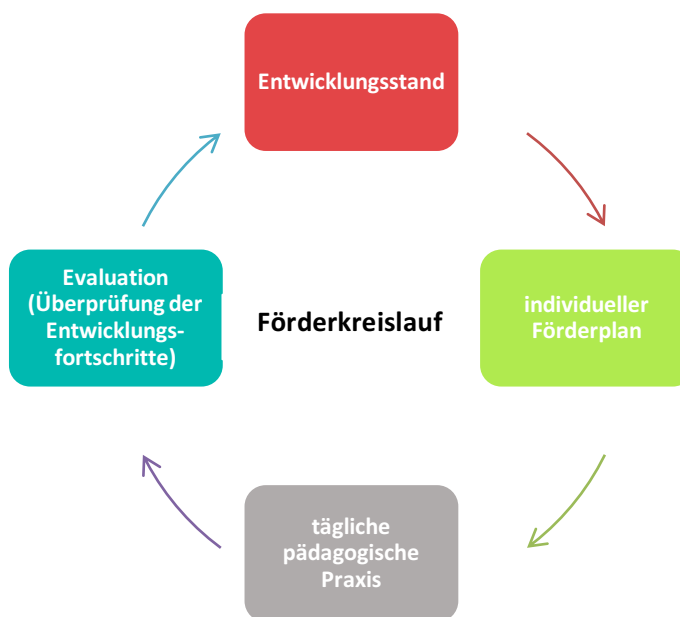 Entwicklungsstand
Evaluation
(Überprüfung der
Entwicklungs-
fortschritte)
Förderkreislauf
individueller
Förderplan
tägliche
pädagogische
Praxis